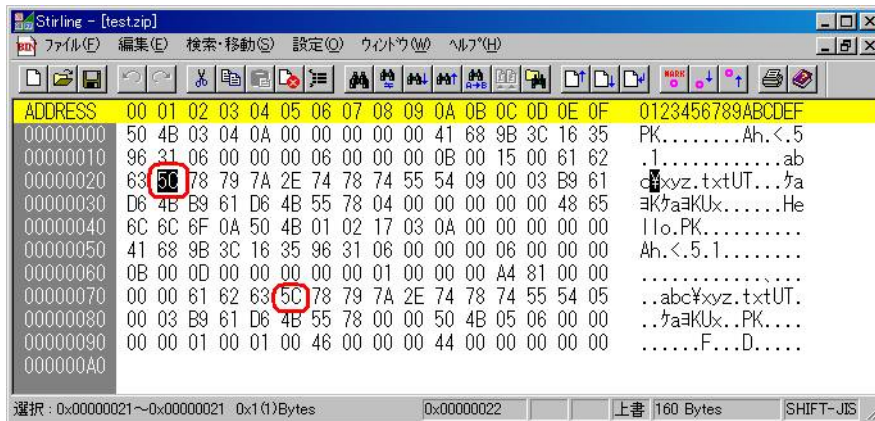 Stirling - [test.zip]
ファイル(F) 編集(E) 検索・移動(S) 設定(O) ウィンドウ(W) ヘルプ(H)
ADDRESS 00 01 02 03 04 05 06 07 08 09 0A 0B 0C 0D 0E 0F 0123456789ABCDEF
00000000 50 4B 03 04 0A 00 00 00 00 00 41 68 9B 3C 16 35 PK........Ah.<.5
00000010 96 31 06 00 00 00 06 00 00 00 0B 00 15 00 61 62 .1............ab
00000020 63 5C 78 79 7A 2E 74 78 74 55 54 09 00 03 B9 61 c¥xyz.txtUT...ケa
00000030 D6 4B B9 61 D6 4B 55 78 04 00 00 00 00 00 48 65 ヨKケaヨKUx......He
00000040 6C 6C 6F 0A 50 4B 01 02 17 03 0A 00 00 00 00 00 llo.PK..........
00000050 41 68 9B 3C 16 35 96 31 06 00 00 00 06 00 00 00 Ah.<.5.1........
00000060 0B 00 0D 00 00 00 00 00 01 00 00 00 A4 81 00 00 ............、...
00000070 00 00 61 62 63 5C 78 79 7A 2E 74 78 74 55 54 05 ..abc¥xyz.txtUT.
00000080 00 03 B9 61 D6 4B 55 78 00 00 50 4B 05 06 00 00 ..ケaヨKUx..PK....
00000090 00 00 01 00 01 00 46 00 00 00 44 00 00 00 00 00 ......F...D.....
000000A0
選択 : 0x00000021～0x00000021 0x1(1)Bytes 0x00000022 上書 160 Bytes SHIFT-JIS